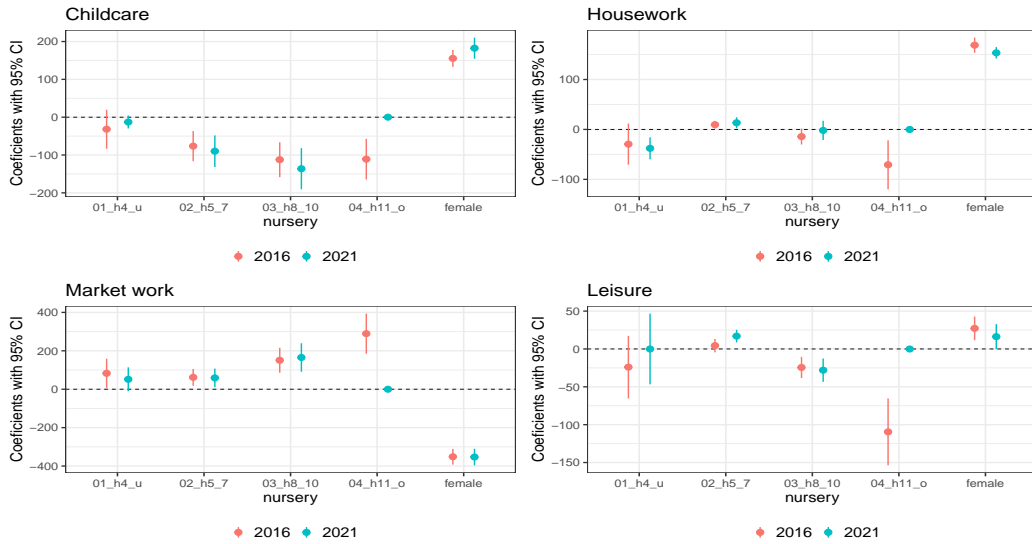 Childcare
Coeficients with 95% CI
200
100
0
−100
−200
01_h4_u 02_h5_7 03_h8_10 04_h11_o female
nursery
2016 2021
Housework
Coeficients with 95% CI
100
0
−100
01_h4_u 02_h5_7 03_h8_10 04_h11_o female
nursery
2016 2021
Market work
Coeficients with 95% CI
400
200
0
−200
−400
01_h4_u 02_h5_7 03_h8_10 04_h11_o female
nursery
2016 2021
Leisure
Coeficients with 95% CI
50
0
−50
−100
−150
01_h4_u 02_h5_7 03_h8_10 04_h11_o female
nursery
2016 2021